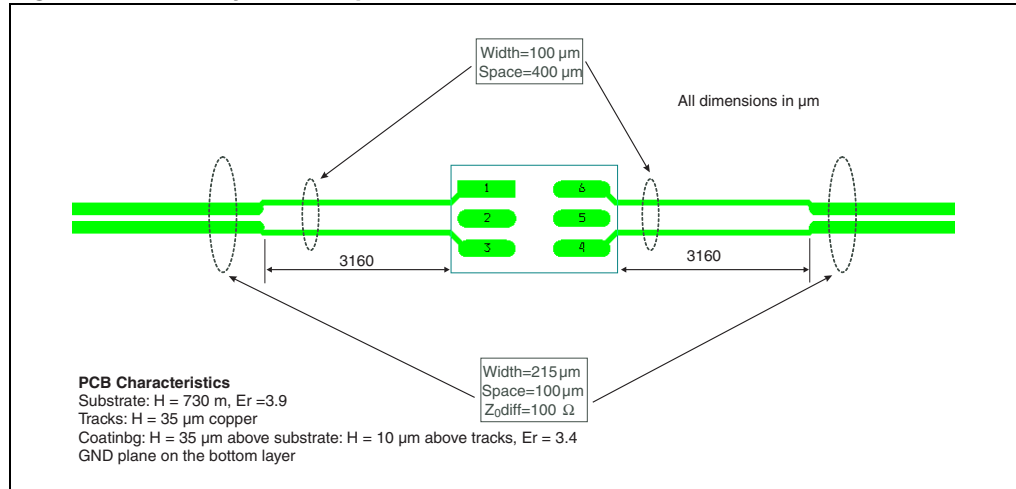 Width=100 µm
Space=400 µm
All dimensions in µm
1
6
2
5
3
4
3160
3160
Width=215µm
Space=100µm
Z0diff=100 Ω
PCB Characteristics
Substrate: H = 730 m, Er =3.9
Tracks: H = 35 µm copper
Coatinbg: H = 35 µm above substrate: H = 10 µm above tracks, Er = 3.4
GND plane on the bottom layer